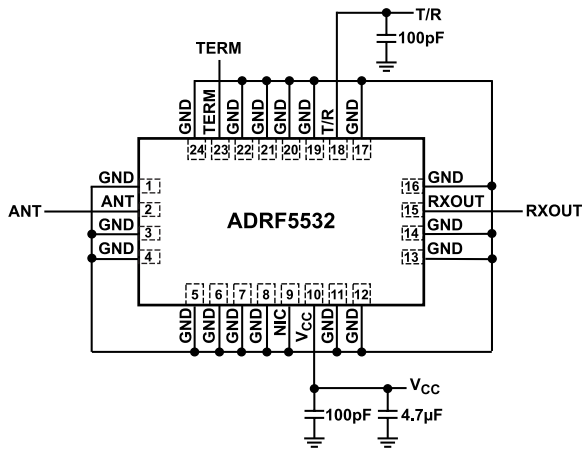 T/R
100pF
TERM
GND
TERM
GND
GND
GND
GND
T/R
GND
24 23 22 21 20 19 18 17
GND 1 16 GND
ANT ANT 2 15 RXOUT RXOUT
GND 3 14 GND
GND 4 13 GND
ADRF5532
5 6 7 8 9 10 11 12
GND
GND
GND
GND
NIC
VCC
GND
GND
VCC
100pF 4.7µF